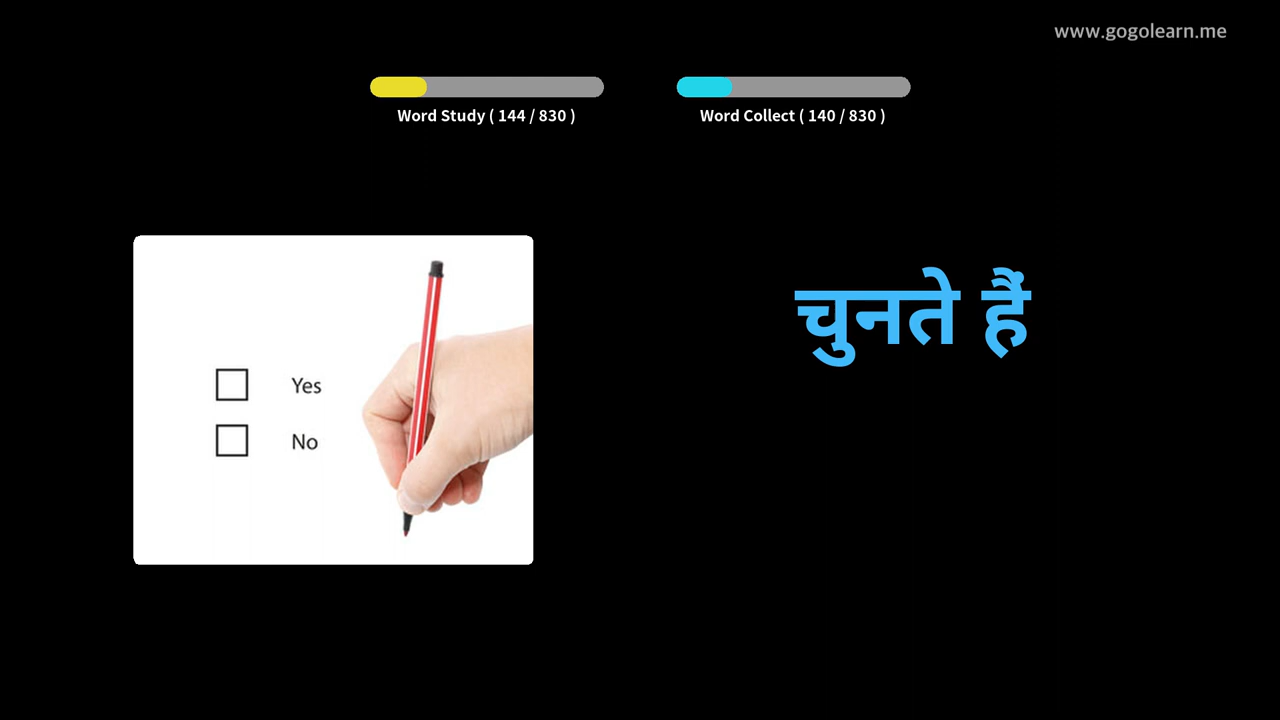 www.gogolearn.me
Word Study ( 144 / 830 )
Word Collect ( 140 / 830 )
Yes
No
चुनते हैं